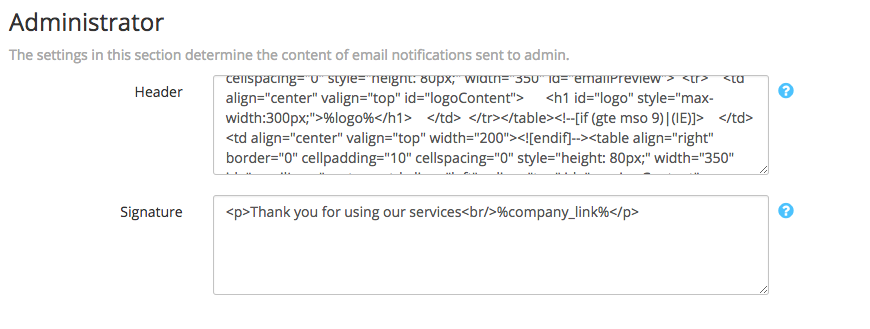 Administrator
The settings in this section determine the content of email notifications sent to admin.
Header
cellspacing="0" style="height: 80px;" width="350" id="emailPreview"> <tr> <td
align="center" valign="top" id="logoContent"> <h1 id="logo" style="max-
width:300px;">%logo%</h1> </td> </tr></table><!--[if (gte mso 9)|(IE)]> </td>
<td align="center" valign="top" width="200"><![endif]--><table align="right"
border="0" cellpadding="10" cellspacing="0" style="height: 80px;" width="350"
Signature
<p>Thank you for using our services<br/>%company_link%</p>